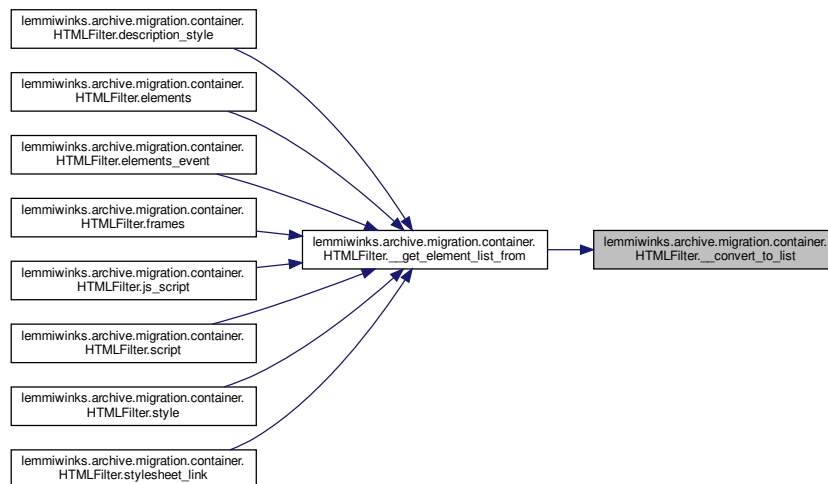 lemmiwinks.archive.migration.container.
HTMLFilter.description_style
lemmiwinks.archive.migration.container.
HTMLFilter.elements
lemmiwinks.archive.migration.container.
HTMLFilter.elements_event
lemmiwinks.archive.migration.container.
HTMLFilter.frames
lemmiwinks.archive.migration.container.
HTMLFilter.js_script
lemmiwinks.archive.migration.container.
HTMLFilter.script
lemmiwinks.archive.migration.container.
HTMLFilter.style
lemmiwinks.archive.migration.container.
HTMLFilter.stylesheet_link
lemmiwinks.archive.migration.container.
HTMLFilter.__get_element_list_from
lemmiwinks.archive.migration.container.
HTMLFilter.__convert_to_list